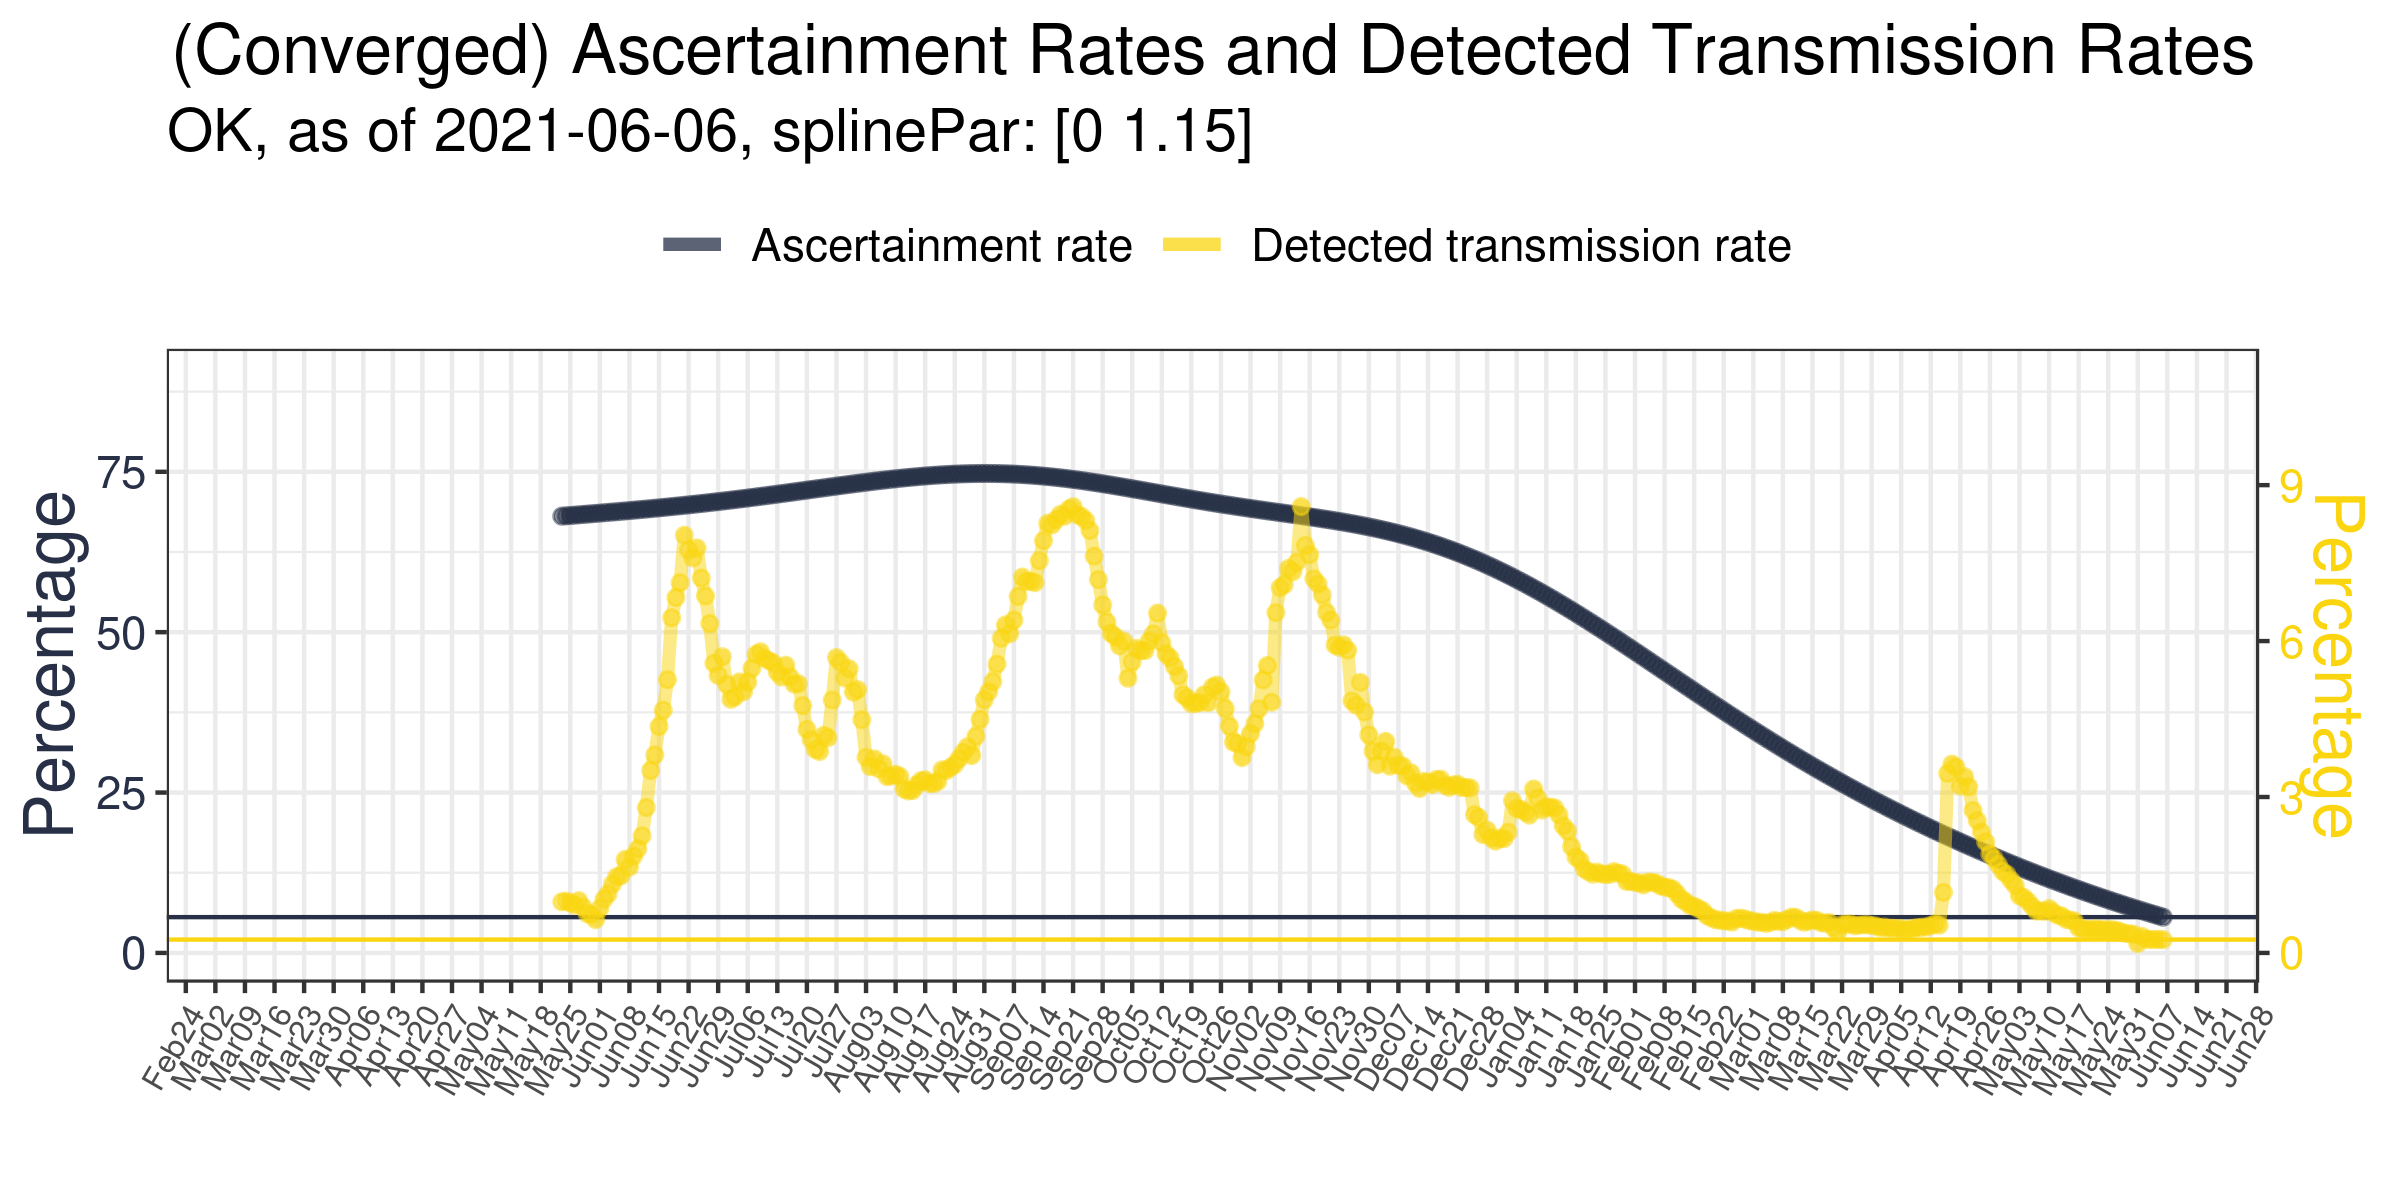 (Converged) Ascertainment Rates and Detected Transmission Rates
OK, as of 2021-06-06, splinePar: [0 1.15]
Ascertainment rate
Detected transmission rate
Percentage
75
50
25
0
9
6
3
0
Percentage
Feb24
Mar02
Mar09
Mar16
Mar23
Mar30
Apr06
Apr13
Apr20
Apr27
May04
May11
May18
May25
Jun01
Jun08
Jun15
Jun22
Jun29
Jul06
Jul13
Jul20
Jul27
Aug03
Aug10
Aug17
Aug24
Aug31
Sep07
Sep14
Sep21
Sep28
Oct05
Oct12
Oct19
Oct26
Nov02
Nov09
Nov16
Nov23
Nov30
Dec07
Dec14
Dec21
Dec28
Jan04
Jan11
Jan18
Jan25
Feb01
Feb08
Feb15
Feb22
Mar01
Mar08
Mar15
Mar22
Mar29
Apr05
Apr12
Apr19
Apr26
May03
May10
May17
May24
May31
Jun07
Jun14
Jun21
Jun28